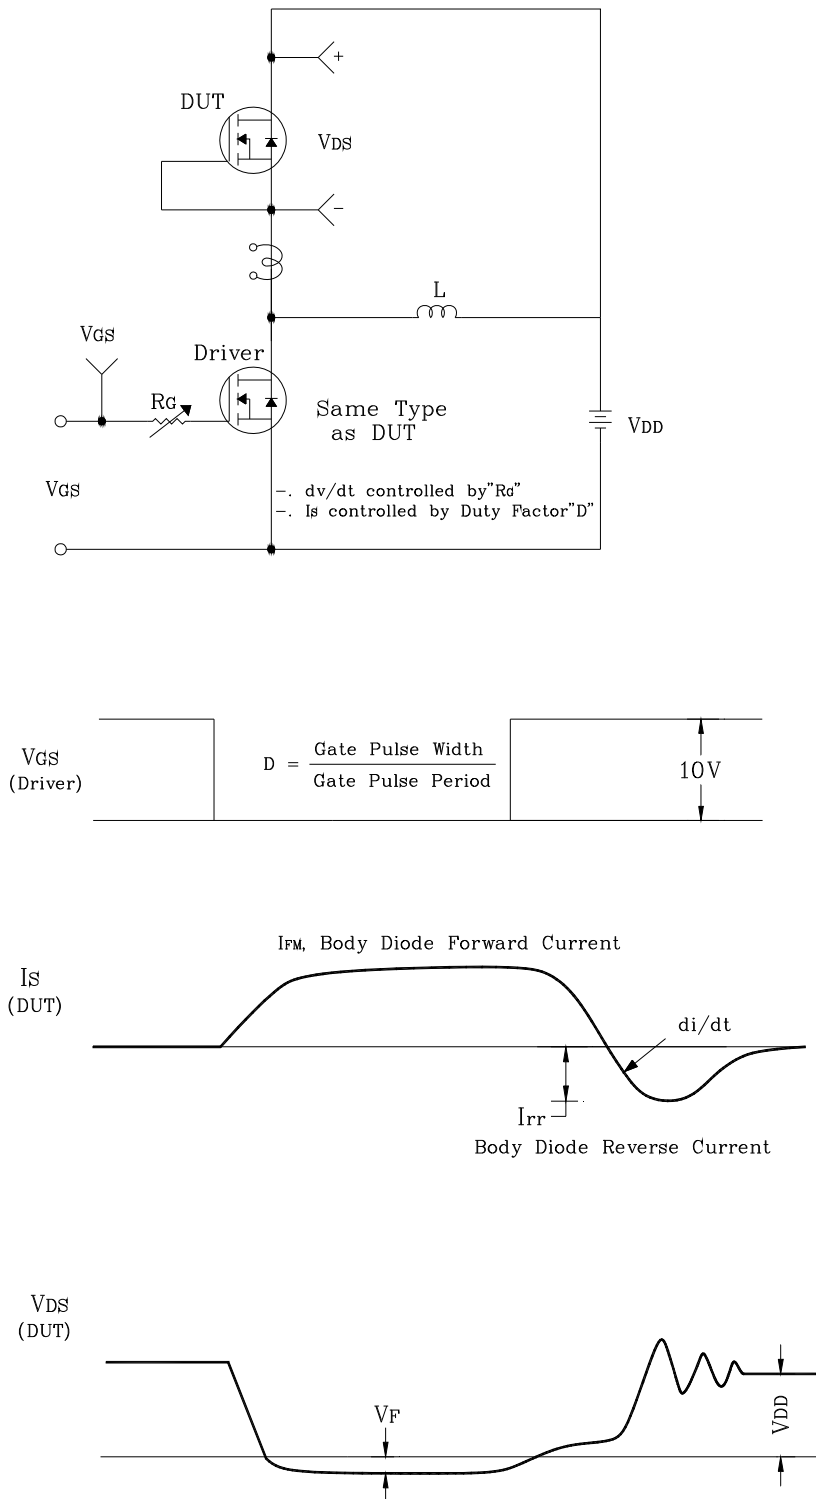 +
DUT
VDS
-
L
VGS
Driver
RG
Same Type
as DUT
VDD
VGS
-. dv/dt controlled by"RG"
-. Is controlled by Duty Factor"D"
VGS
(Driver)
D = Gate Pulse Width
Gate Pulse Period
10V
IFM, Body Diode Forward Current
IS
(DUT)
di/dt
Irr
Body Diode Reverse Current
VDS
(DUT)
VF
VDD